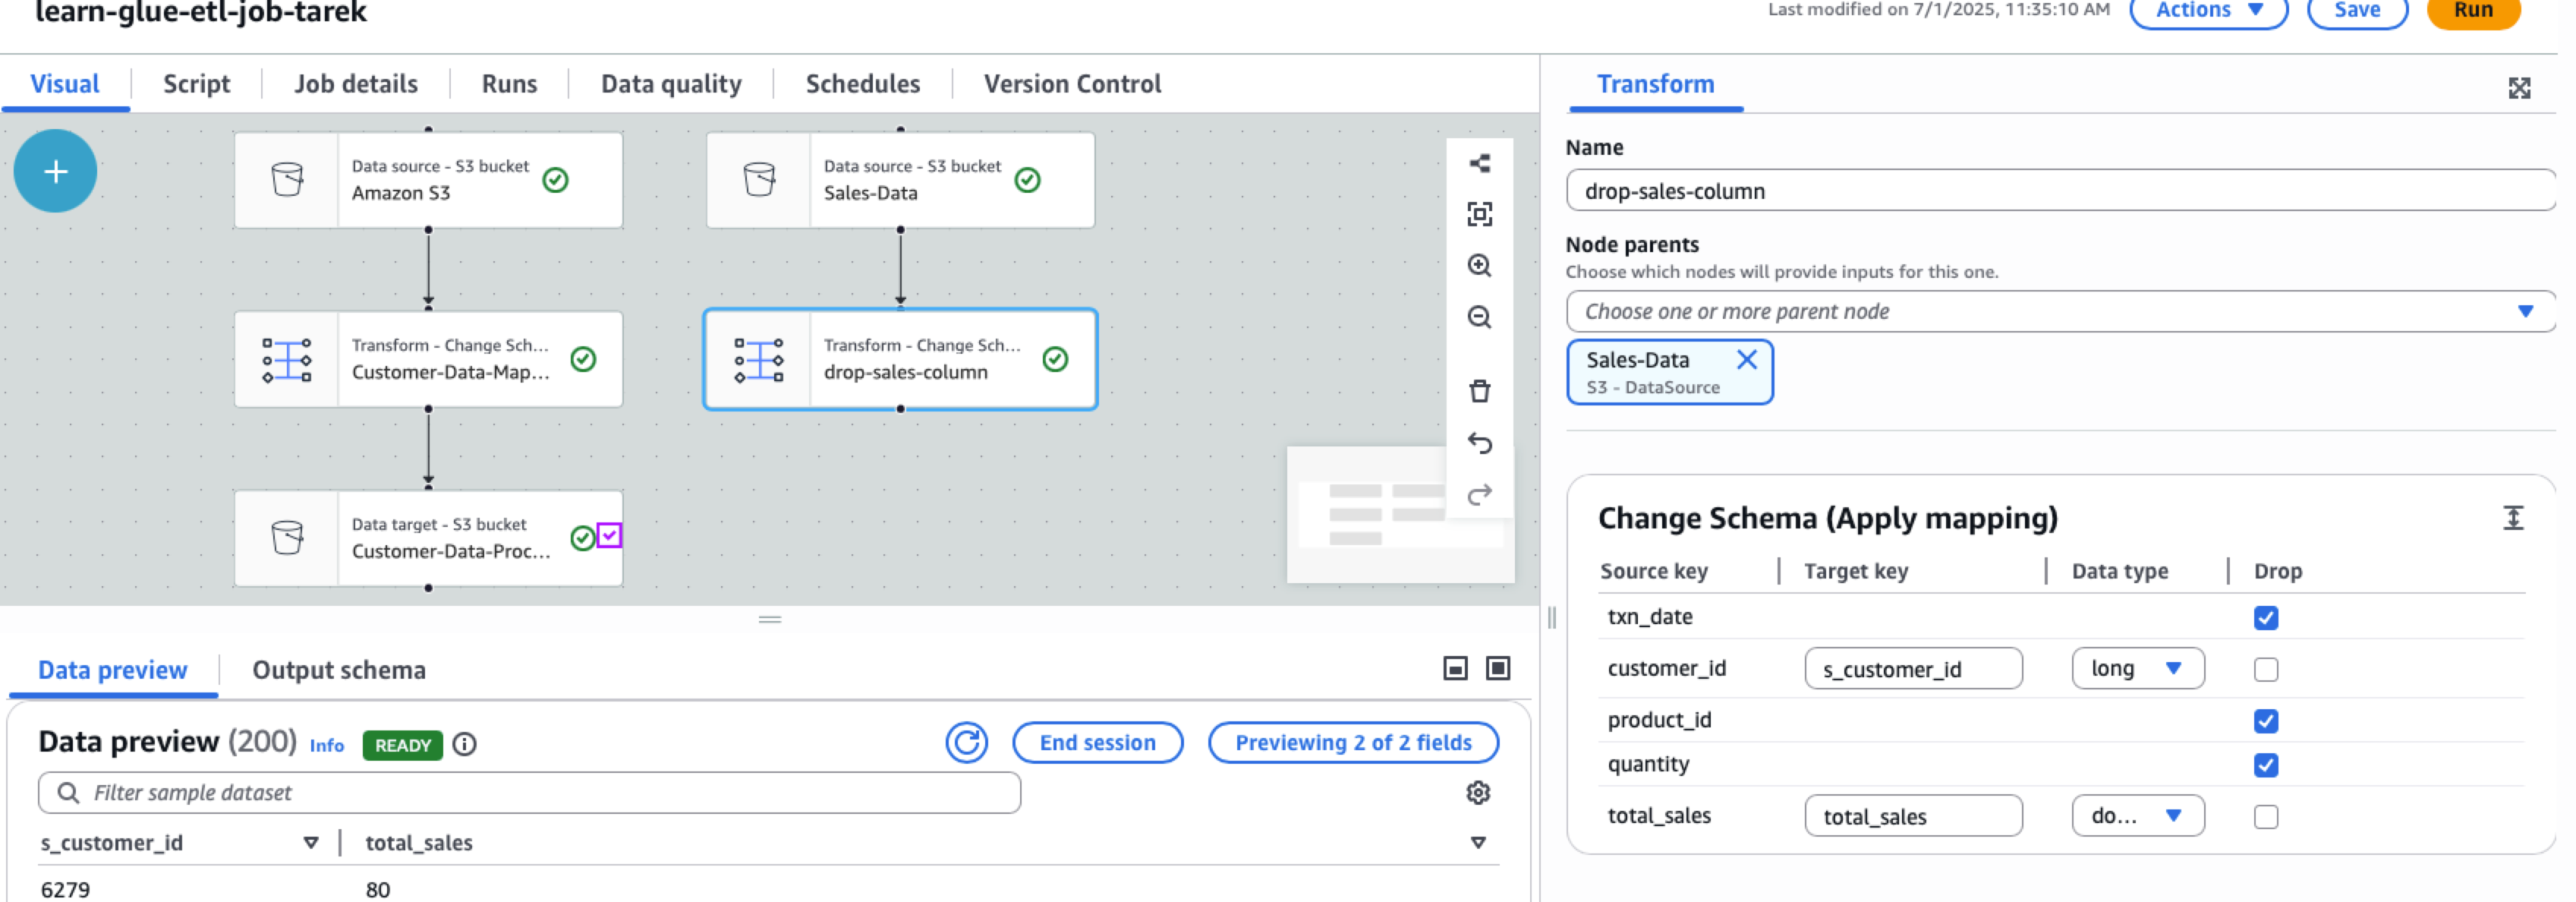 learn-glue-etl-job-tarek
Last modified on 7/1/2025, 11:35:10 AM
Actions
Save
Run
Visual
Script
Job details
Runs
Data quality
Schedules
Version Control
Data source - S3 bucket
Amazon S3
Data source - S3 bucket
Sales-Data
Transform - Change Sch...
Customer-Data-Map...
Transform - Change Sch...
drop-sales-column
Data target - S3 bucket
Customer-Data-Proc...
Data preview
Output schema
Data preview (200) Info READY
End session
Previewing 2 of 2 fields
Filter sample dataset
s_customer_id total_sales
6279 80
Transform
Name
drop-sales-column
Node parents
Choose which nodes will provide inputs for this one.
Choose one or more parent node
Sales-Data
S3 - DataSource
Change Schema (Apply mapping)
Source key Target key Data type Drop
txn_date
customer_id s_customer_id long
product_id
quantity
total_sales total_sales do...